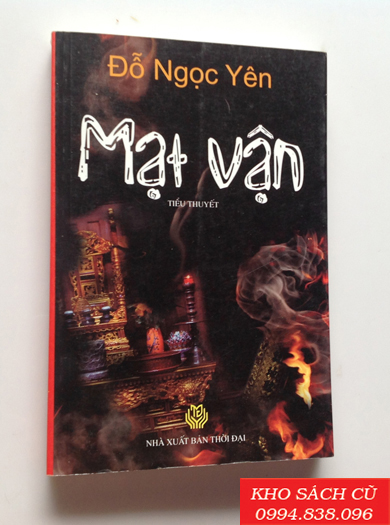 Đỗ Ngọc Yên
Mạt vận
TIỂU THUYẾT
NHÀ XUẤT BẢN THỜI ĐẠI
KHO SÁCH CŨ
0994.838.096